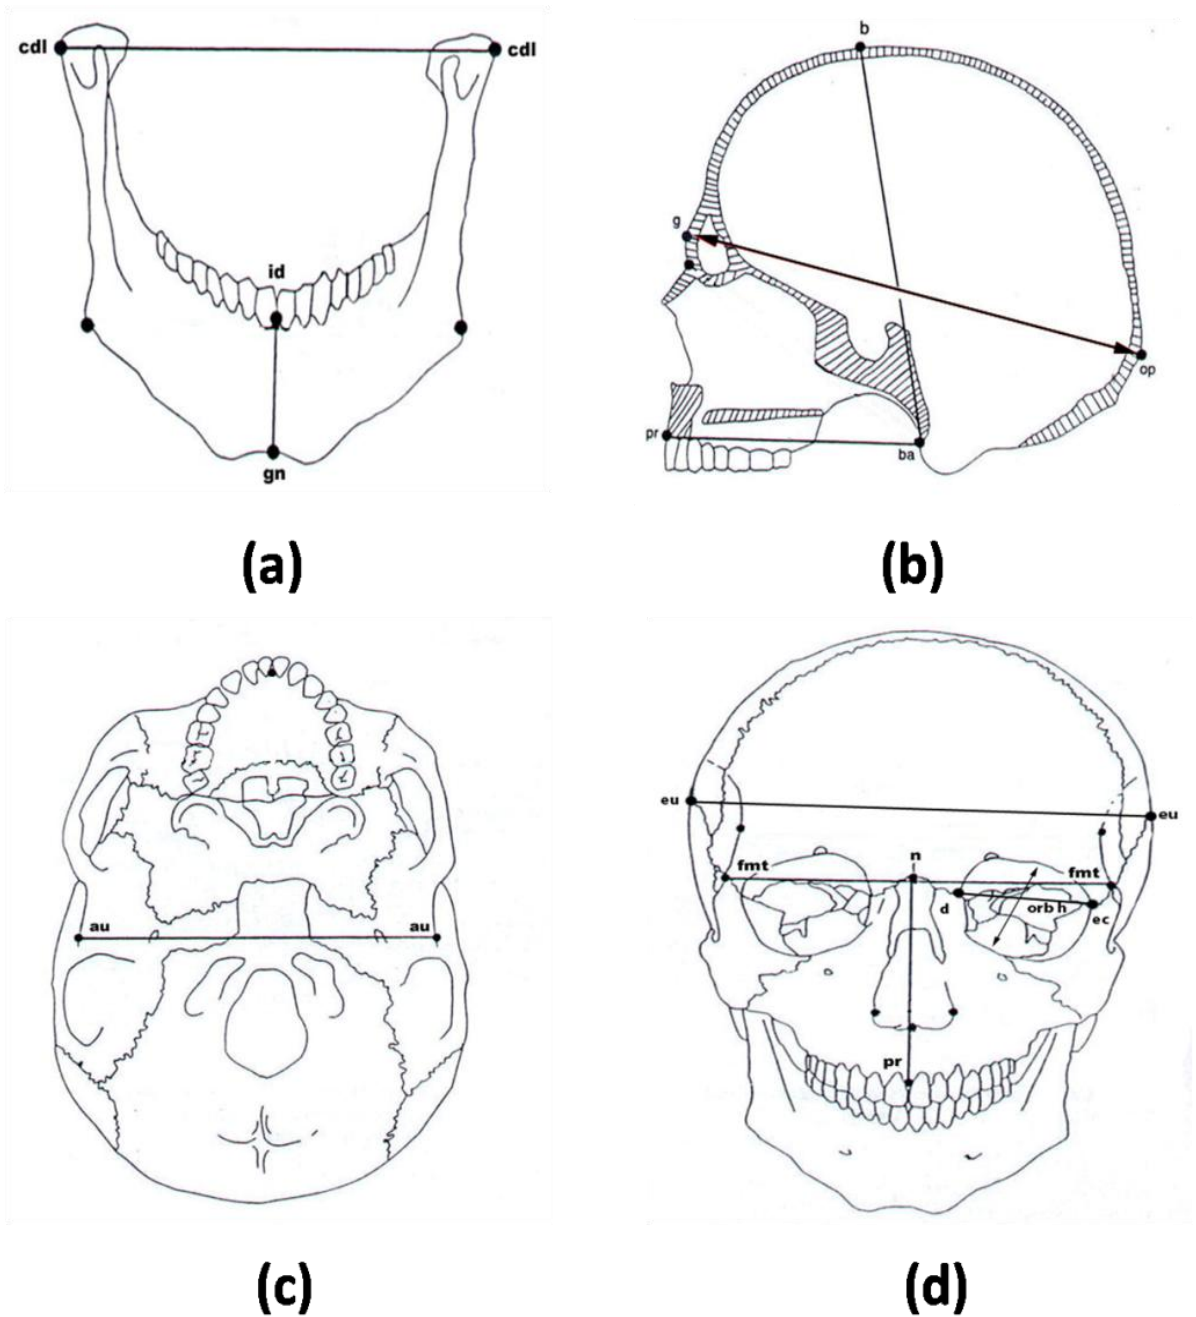 cdl cdl
id
gn
(a)
b
g
op
pr
ba
(b)
au au
(c)
eu eu
n
fmt fmt
d orb h ec
pr
(d)